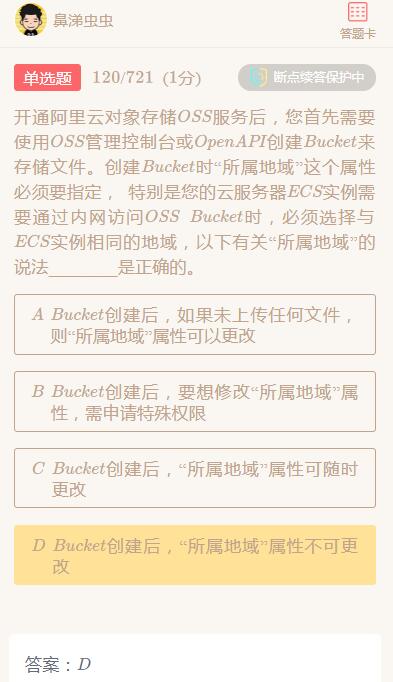 鼻涕虫虫
答题卡
单选题 120/721 (1分) 断点续答保护中
开通阿里云对象存储OSS服务后，您首先需要
使用OSS管理控制台或OpenAPI创建Bucket来
存储文件。创建Bucket时“所属地域”这个属性
必须要指定， 特别是您的云服务器ECS实例需
要通过内网访问OSS Bucket时，必须选择与
ECS实例相同的地域，以下有关“所属地域”的
说法_______是正确的。
A Bucket创建后，如果未上传任何文件，
则“所属地域”属性可以更改
B Bucket创建后，要想修改“所属地域”属
性，需申请特殊权限
C Bucket创建后，“所属地域”属性可随时
更改
D Bucket创建后，“所属地域”属性不可更
改
答案：D